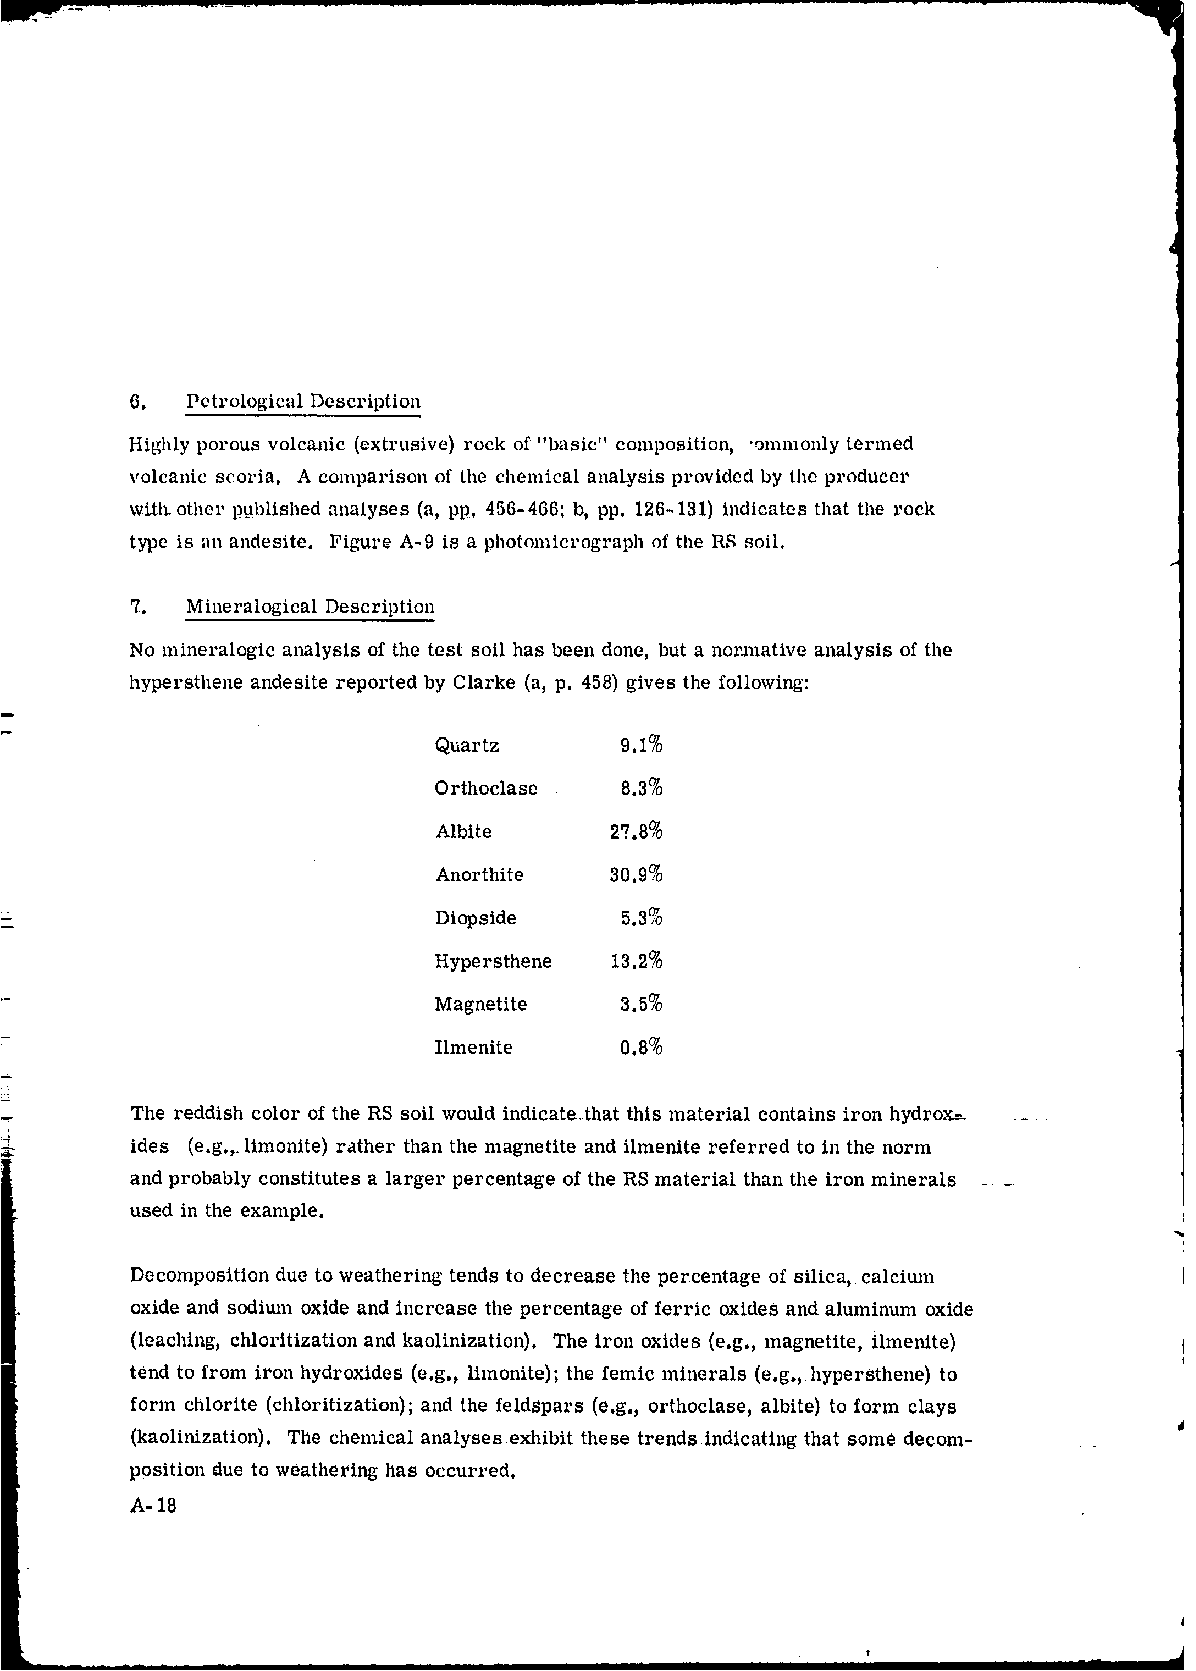 6. Petrological Description
Highly porous volcanic (extrusive) rock of "basic" composition, ommonly termed
volcanic scoria. A comparison of the chemical analysis provided by the producer
with other published analyses (a, pp. 456-466; b, pp. 126-131) indicates that the rock
type is an andesite. Figure A-9 is a photomicrograph of the RS soil.
7. Mineralogical Description
No mineralogic analysis of the test soil has been done, but a normative analysis of the
hypersthene andesite reported by Clarke (a, p. 458) gives the following:
Quartz 9.1%
Orthoclase 8.3%
Albite 27.8%
Anorthite 30.9%
Diopside 5.3%
Hypersthene 13.2%
Magnetite 3.5%
Ilmenite 0.8%
The reddish color of the RS soil would indicate that this material contains iron hydrox-
ides (e.g., limonite) rather than the magnetite and ilmenite referred to in the norm
and probably constitutes a larger percentage of the RS material than the iron minerals
used in the example.
Decomposition due to weathering tends to decrease the percentage of silica, calcium
oxide and sodium oxide and increase the percentage of ferric oxides and aluminum oxide
(leaching, chloritization and kaolinization). The iron oxides (e.g., magnetite, ilmenite)
tend to from iron hydroxides (e.g., limonite); the femic minerals (e.g., hypersthene) to
form chlorite (chloritization); and the feldspars (e.g., orthoclase, albite) to form clays
(kaolinization). The chemical analyses exhibit these trends indicating that some decom-
position due to weathering has occurred.
A-18